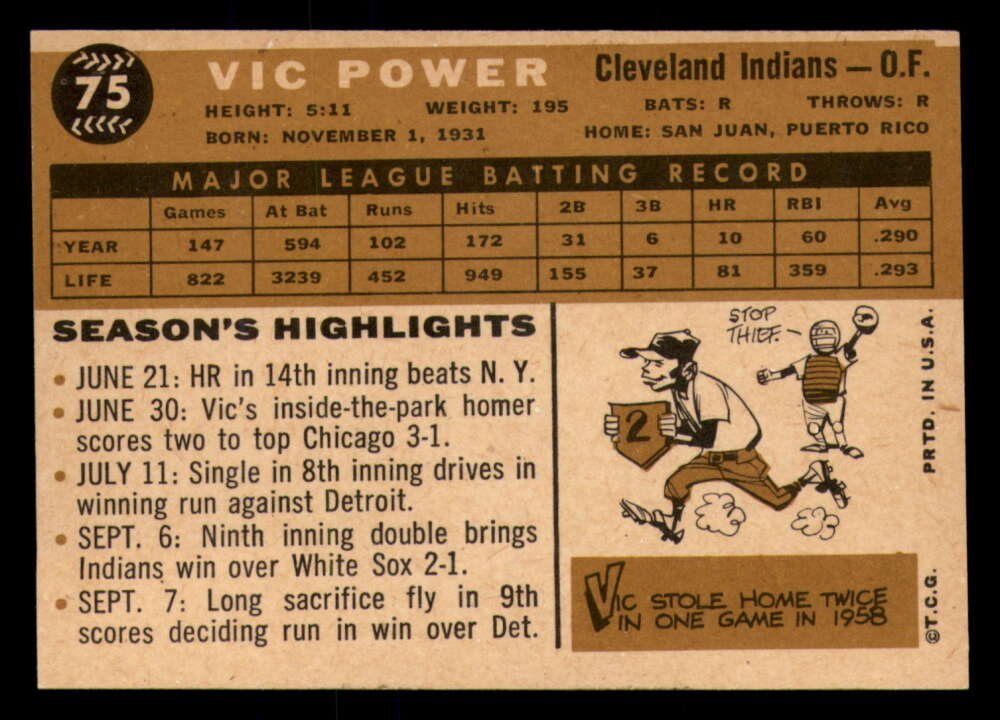 75
VIC POWER
Cleveland Indians — O.F.
HEIGHT: 5:11 WEIGHT: 195 BATS: R THROWS: R
BORN: NOVEMBER 1, 1931 HOME: SAN JUAN, PUERTO RICO
MAJOR LEAGUE BATTING RECORD
Games At Bat Runs Hits 2B 3B HR RBI Avg
YEAR 147 594 102 172 31 6 10 60 .290
LIFE 822 3239 452 949 155 37 81 359 .293
SEASON'S HIGHLIGHTS
• JUNE 21: HR in 14th inning beats N. Y.
• JUNE 30: Vic's inside-the-park homer
scores two to top Chicago 3-1.
• JULY 11: Single in 8th inning drives in
winning run against Detroit.
• SEPT. 6: Ninth inning double brings
Indians win over White Sox 2-1.
• SEPT. 7: Long sacrifice fly in 9th
scores deciding run in win over Det.
STOP
THIEF.
2
VIC STOLE HOME TWICE
IN ONE GAME IN 1958
PRTD. IN U.S.A.
©T.C.G.